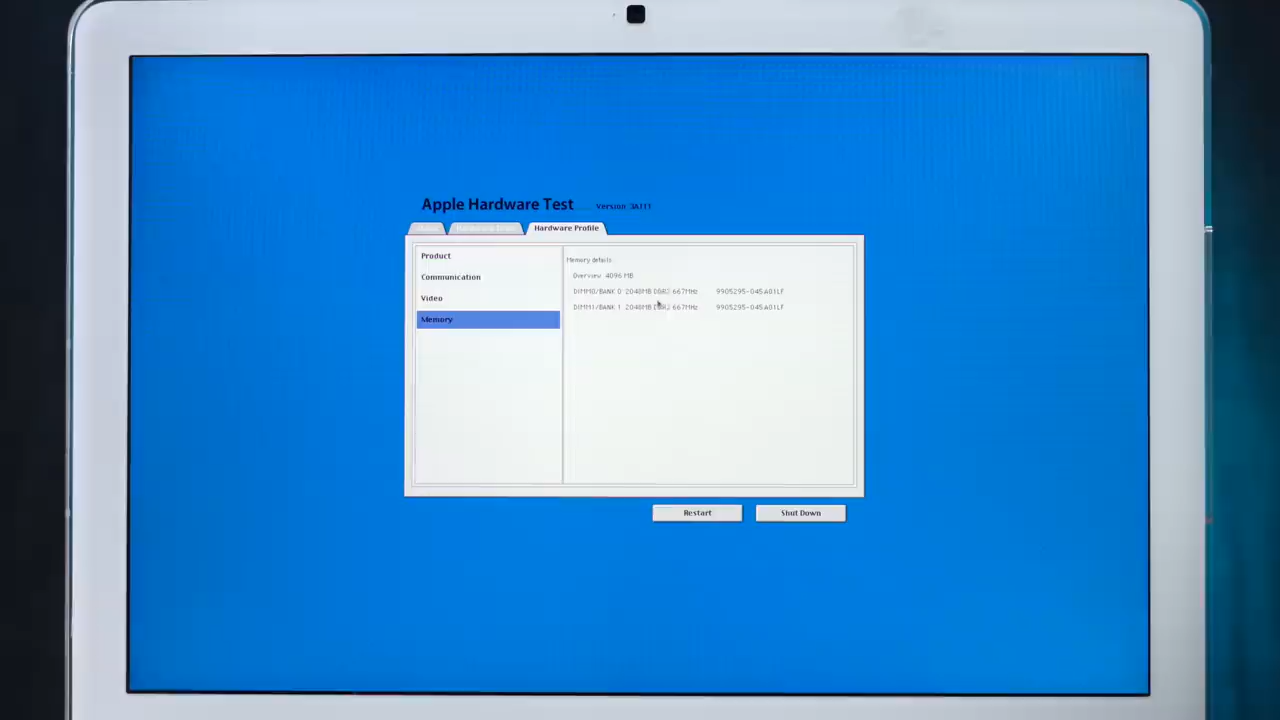 Apple Hardware Test Version 3A111
Hardware Profile
Product
Communication
Video
Memory
Memory details:
Overview 4096 MB
DIMM0/BANK 0 2048MB DDR2 667MHz 9905295-045.A01LF
DIMM1/BANK 1 2048MB DDR2 667MHz 9905295-045.A01LF
Restart
Shut Down